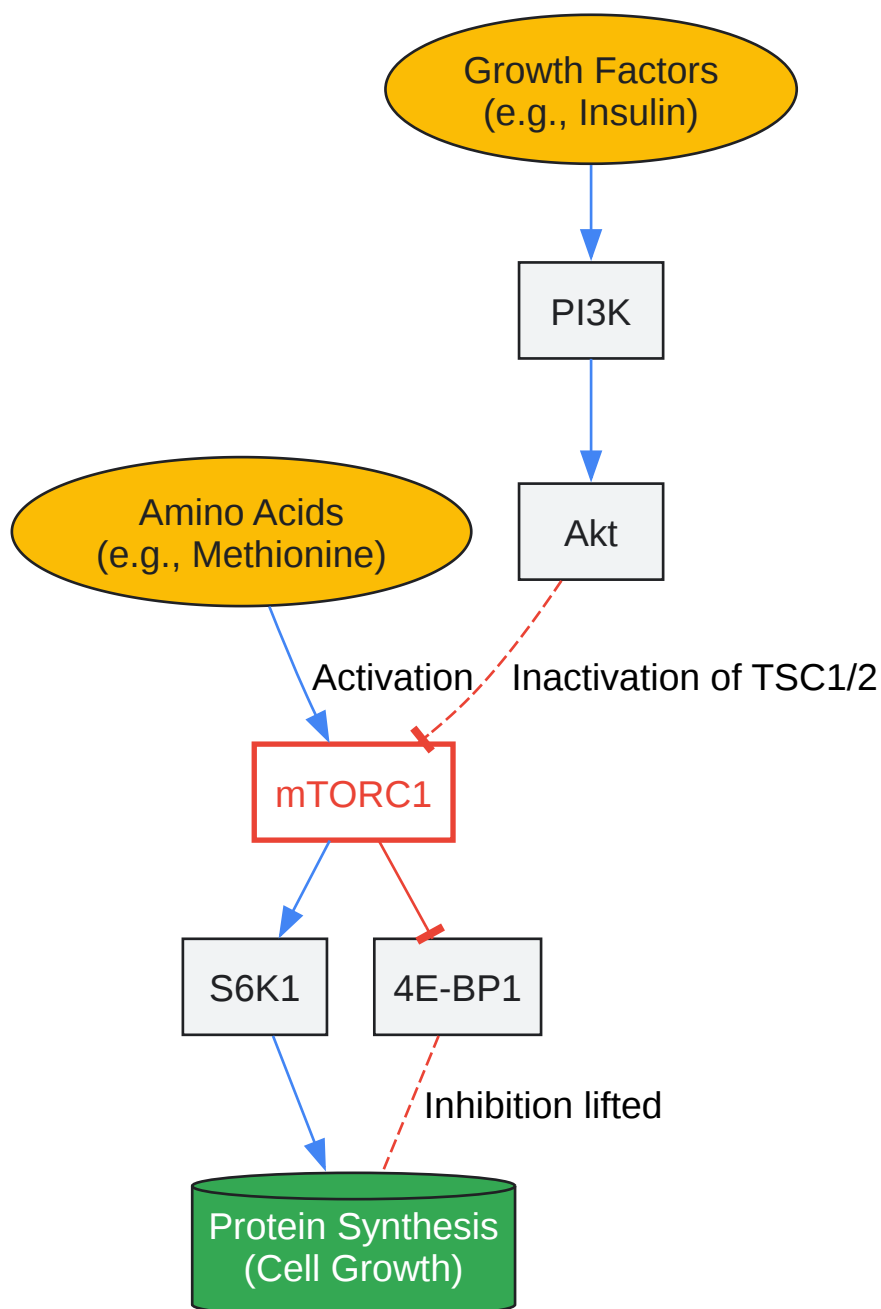 Growth Factors
(e.g., Insulin)
PI3K
Amino Acids
(e.g., Methionine)
Akt
Activation
Inactivation of TSC1/2
mTORC1
S6K1
4E-BP1
Inhibition lifted
Protein Synthesis
(Cell Growth)